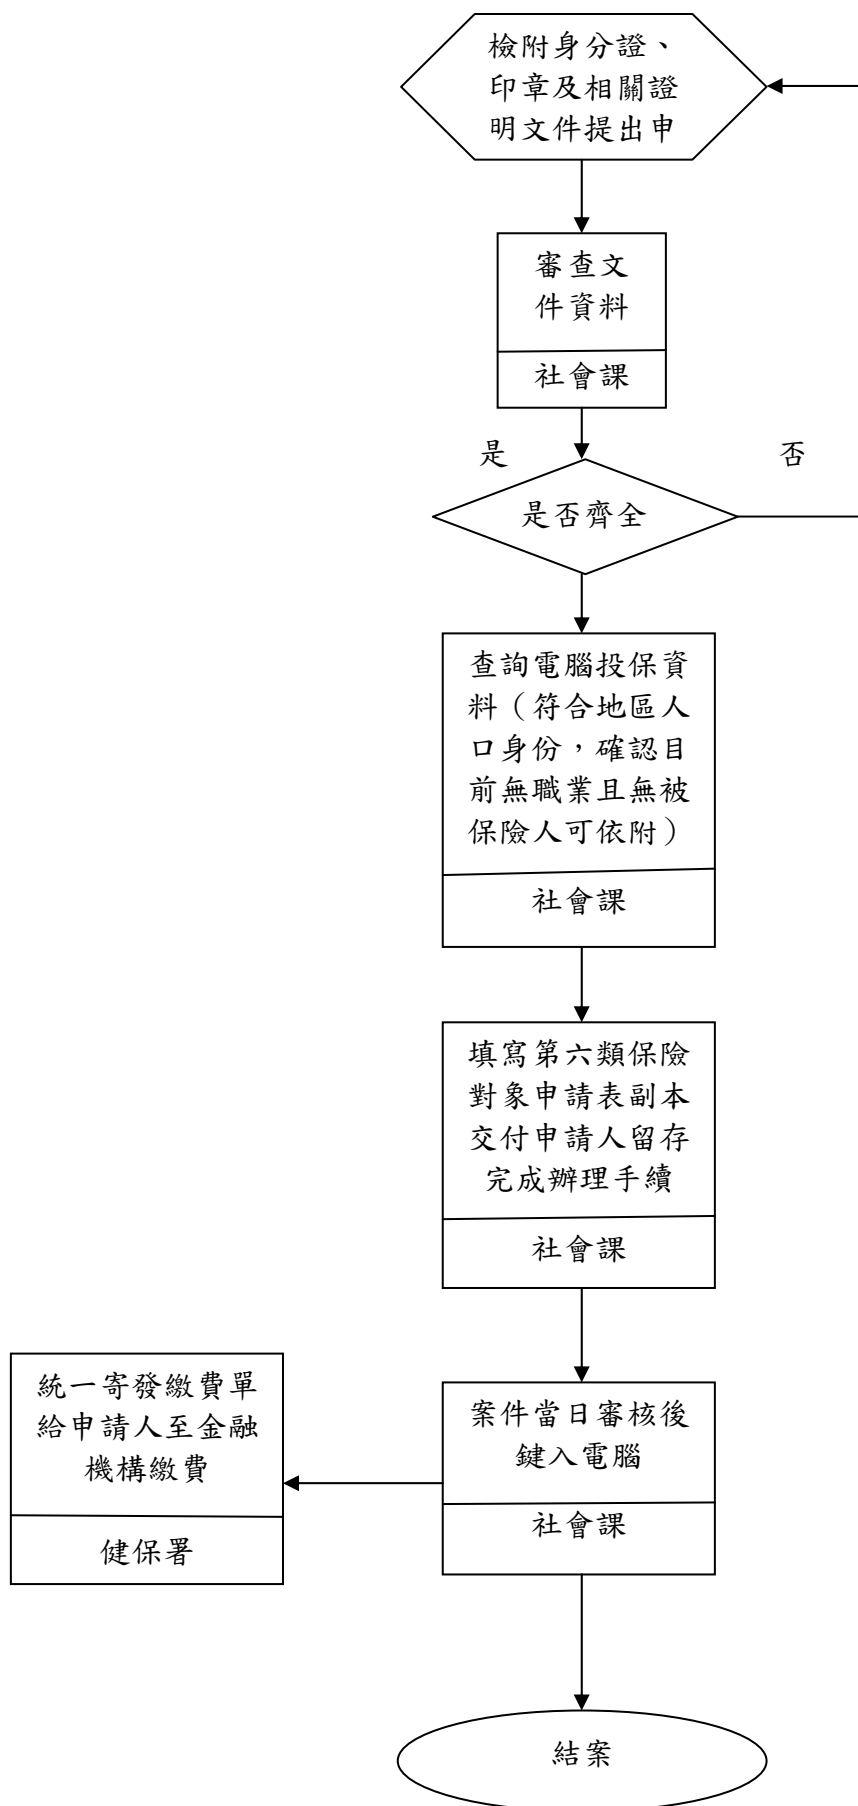 檢附身分證、
印章及相關證
明文件提出申
審查文
件資料
社會課
是
否
是否齊全
查詢電腦投保資
料（符合地區人
口身份，確認目
前無職業且無被
保險人可依附）
社會課
填寫第六類保險
對象申請表副本
交付申請人留存
完成辦理手續
社會課
案件當日審核後
鍵入電腦
社會課
統一寄發繳費單
給申請人至金融
機構繳費
健保署
結案